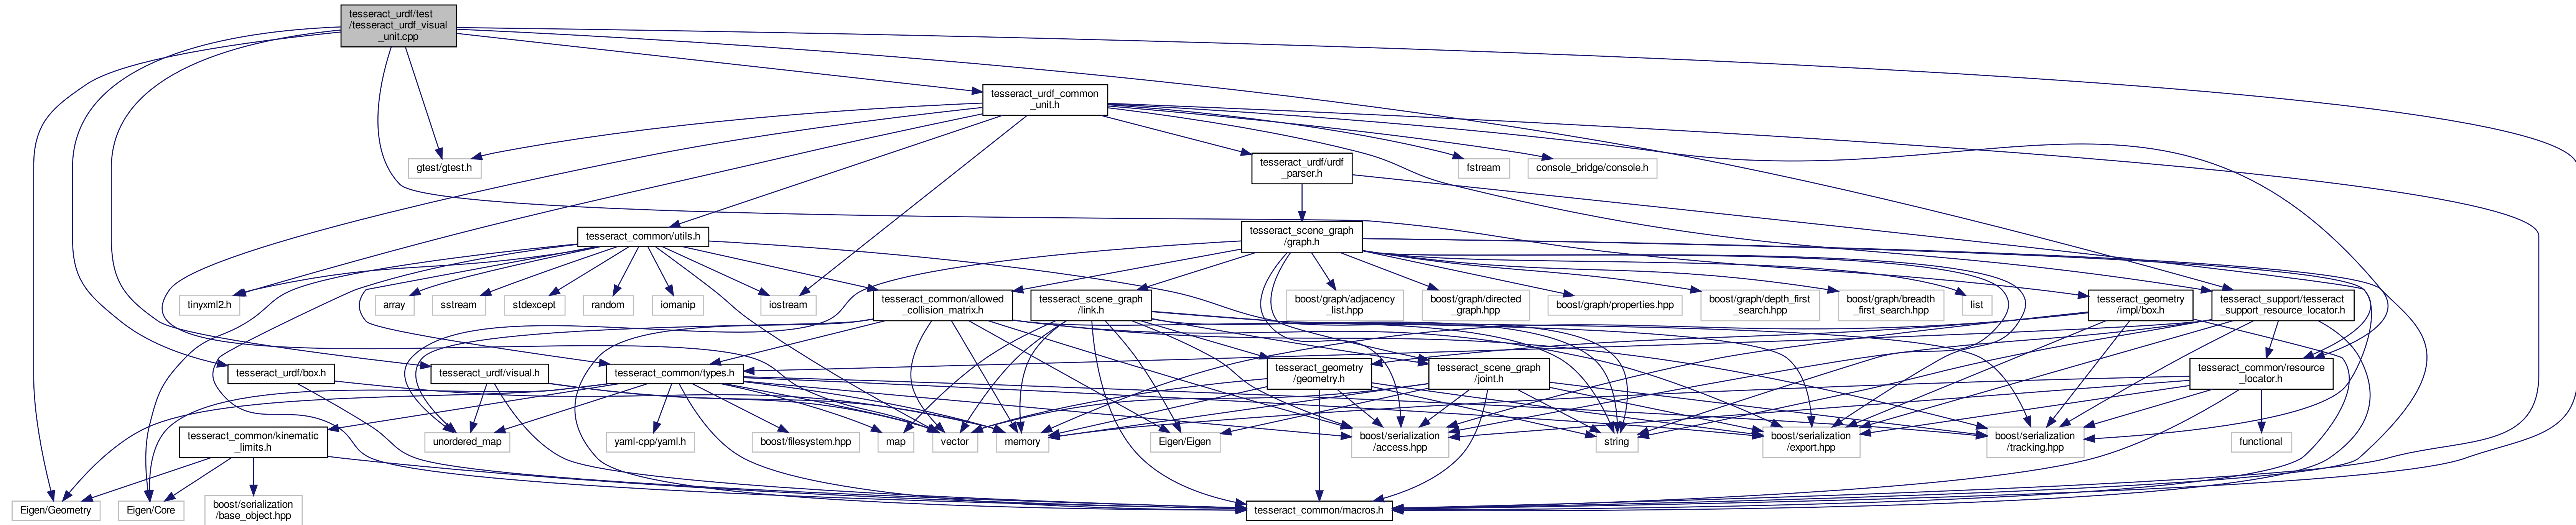 tesseract_urdf/test
/tesseract_urdf_visual
_unit.cpp
tesseract_urdf_common
_unit.h
gtest/gtest.h
tesseract_urdf/urdf
_parser.h
fstream
console_bridge/console.h
tesseract_common/utils.h
tesseract_scene_graph
/graph.h
tinyxml2.h
array
sstream
stdexcept
random
iomanip
iostream
tesseract_common/allowed
_collision_matrix.h
tesseract_scene_graph
/link.h
boost/graph/adjacency
_list.hpp
boost/graph/directed
_graph.hpp
boost/graph/properties.hpp
boost/graph/depth_first
_search.hpp
boost/graph/breadth
_first_search.hpp
list
tesseract_geometry
/impl/box.h
tesseract_support/tesseract
_support_resource_locator.h
tesseract_urdf/box.h
tesseract_urdf/visual.h
tesseract_common/types.h
tesseract_geometry
/geometry.h
tesseract_scene_graph
/joint.h
tesseract_common/resource
_locator.h
tesseract_common/kinematic
_limits.h
unordered_map
yaml-cpp/yaml.h
boost/filesystem.hpp
map
vector
memory
Eigen/Eigen
boost/serialization
/access.hpp
string
boost/serialization
/export.hpp
boost/serialization
/tracking.hpp
functional
Eigen/Geometry
Eigen/Core
boost/serialization
/base_object.hpp
tesseract_common/macros.h